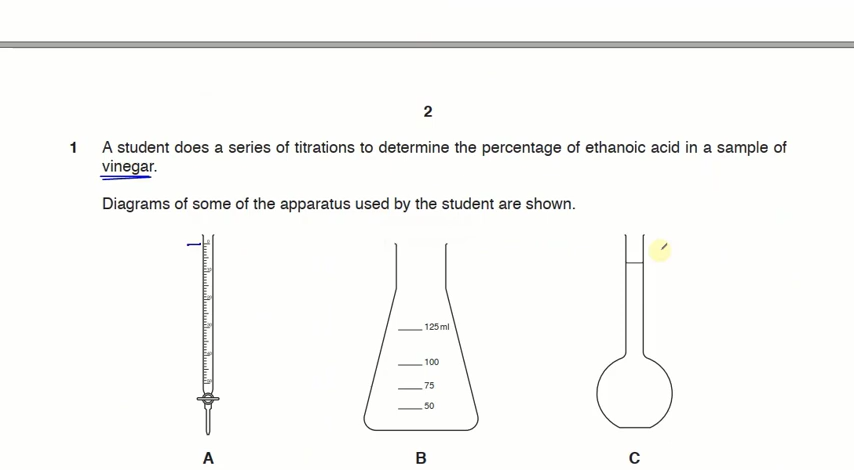 2
1 A student does a series of titrations to determine the percentage of ethanoic acid in a sample of
vinegar.
Diagrams of some of the apparatus used by the student are shown.
125 ml
100
75
50
A B C